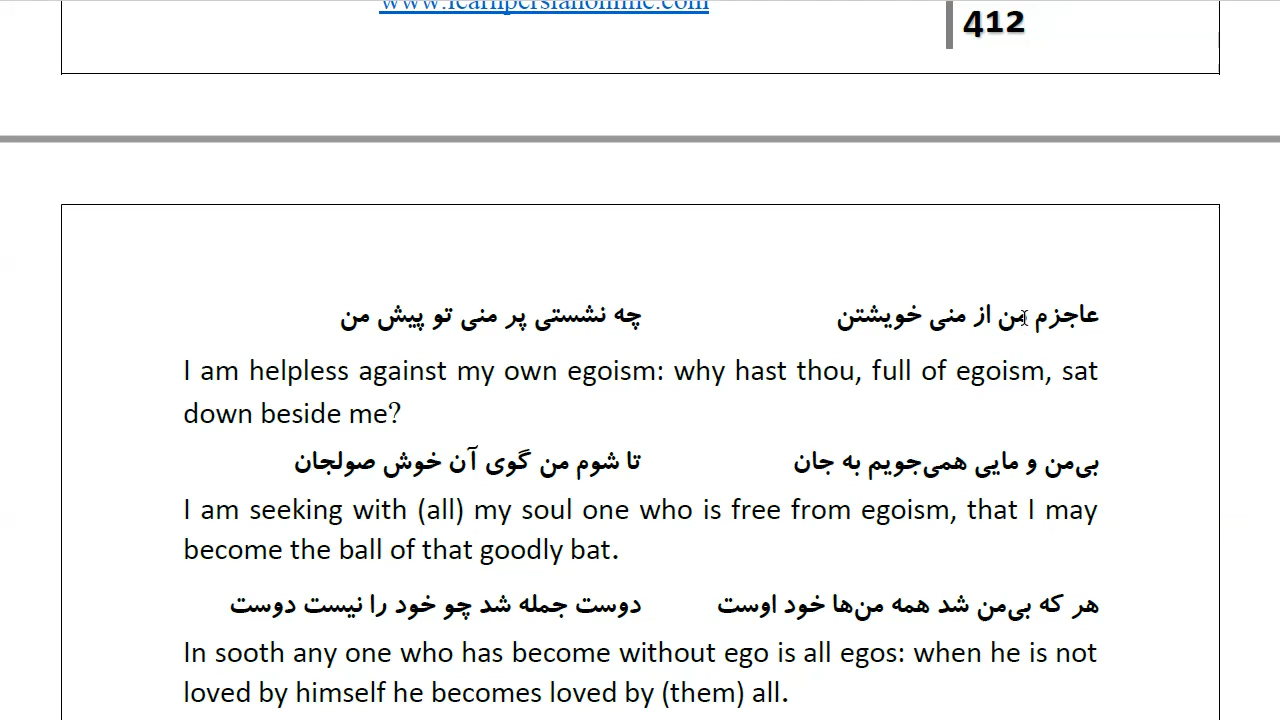 www.learnpersianonline.com
412
عاجزم من از منی خویشتن چه نشستی پر منی تو پیش من
I am helpless against my own egoism: why hast thou, full of egoism, sat
down beside me?
بی‌من و مایی همی‌جویم به جان تا شوم من گوی آن خوش صولجان
I am seeking with (all) my soul one who is free from egoism, that I may
become the ball of that goodly bat.
هر که بی‌من شد همه من‌ها خود اوست دوست جمله شد چو خود را نیست دوست
In sooth any one who has become without ego is all egos: when he is not
loved by himself he becomes loved by (them) all.